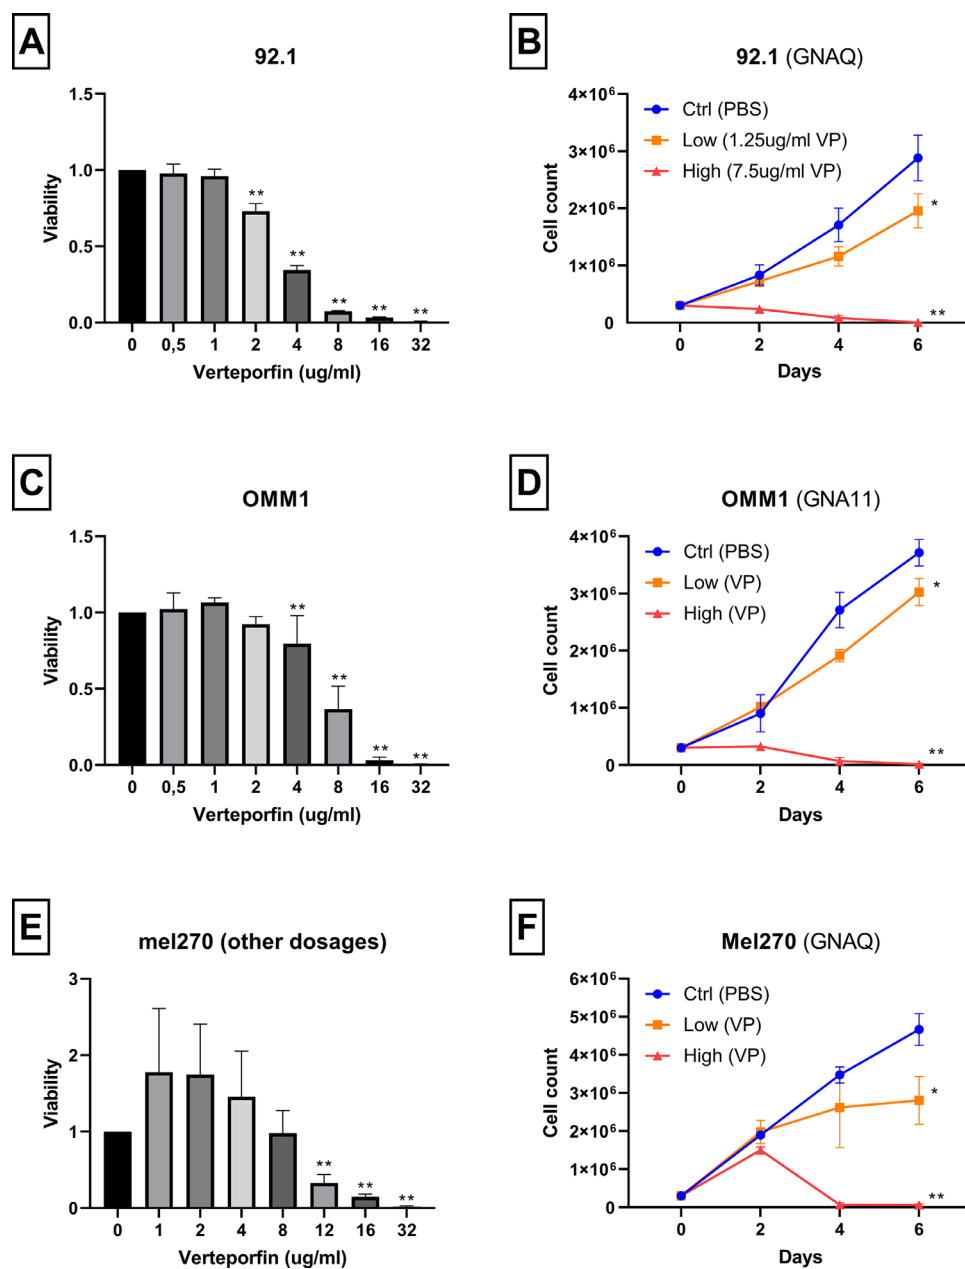 A
92.1
Viability
1.5
1.0
0.5
0.0
0 0,5 1 2 4 8 16 32
** ** ** ** **
Verteporfin (ug/ml)
B
92.1 (GNAQ)
Cell count
4×10⁶
3×10⁶
2×10⁶
1×10⁶
0
Ctrl (PBS)
Low (1.25ug/ml VP)
High (7.5ug/ml VP)
*
**
0 2 4 6
Days
C
OMM1
Viability
1.5
1.0
0.5
0.0
** ** ** **
0 0,5 1 2 4 8 16 32
Verteporfin (ug/ml)
D
OMM1 (GNA11)
Cell count
4×10⁶
3×10⁶
2×10⁶
1×10⁶
0
Ctrl (PBS)
Low (VP)
High (VP)
*
**
0 2 4 6
Days
E
mel270 (other dosages)
Viability
3
2
1
0
** ** **
0 1 2 4 8 12 16 32
Verteporfin (ug/ml)
F
Mel270 (GNAQ)
Cell count
6×10⁶
5×10⁶
4×10⁶
3×10⁶
2×10⁶
1×10⁶
0
Ctrl (PBS)
Low (VP)
High (VP)
*
**
0 2 4 6
Days